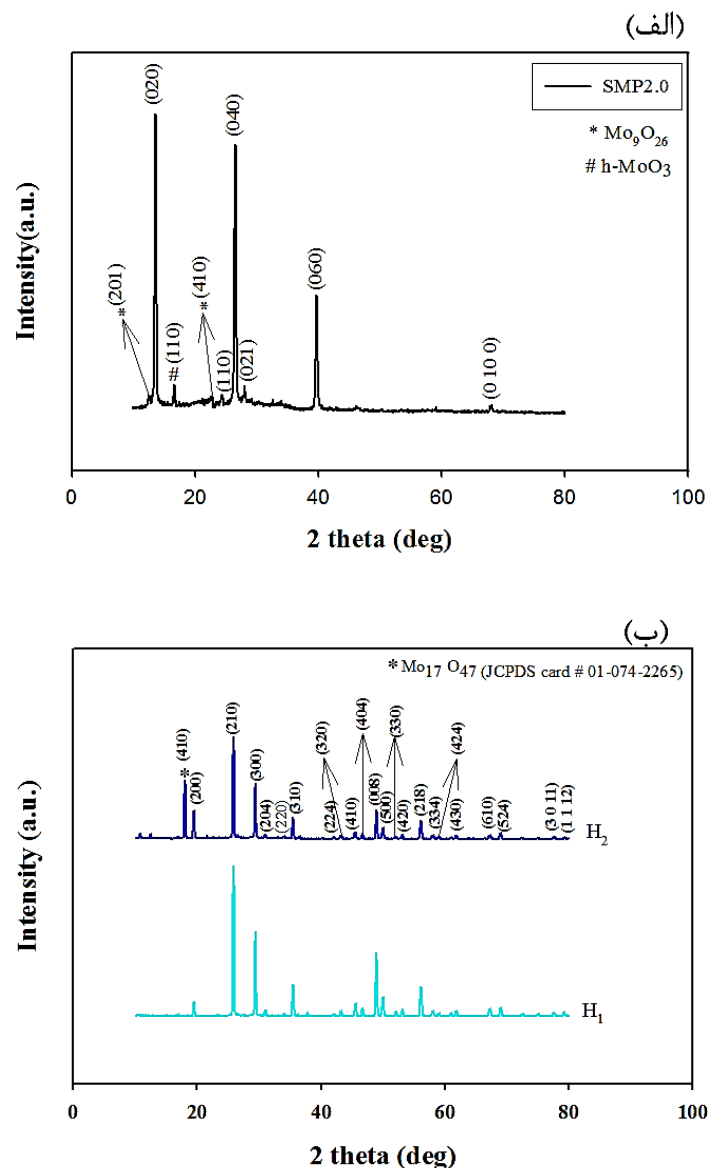 (الف)
SMP2.0
* Mo9O26
# h-MoO3
(020)
(040)
*(201)
# (110)
*(410)
(110)
(021)
(060)
(0 10 0)
Intensity(a.u.)
0 20 40 60 80 100
2 theta (deg)
(ب)
* Mo17 O47 (JCPDS card # 01-074-2265)
* (410)
(200)
(210)
(300)
(204)
(220)
(310)
(320)
(224)
(410)
(404)
(008)
(500)
(330)
(420)
(218)
(334)
(424)
(430)
(610)
(524)
(3 0 11)
(1 1 12)
H2
H1
Intensity (a.u.)
0 20 40 60 80 100
2 theta (deg)